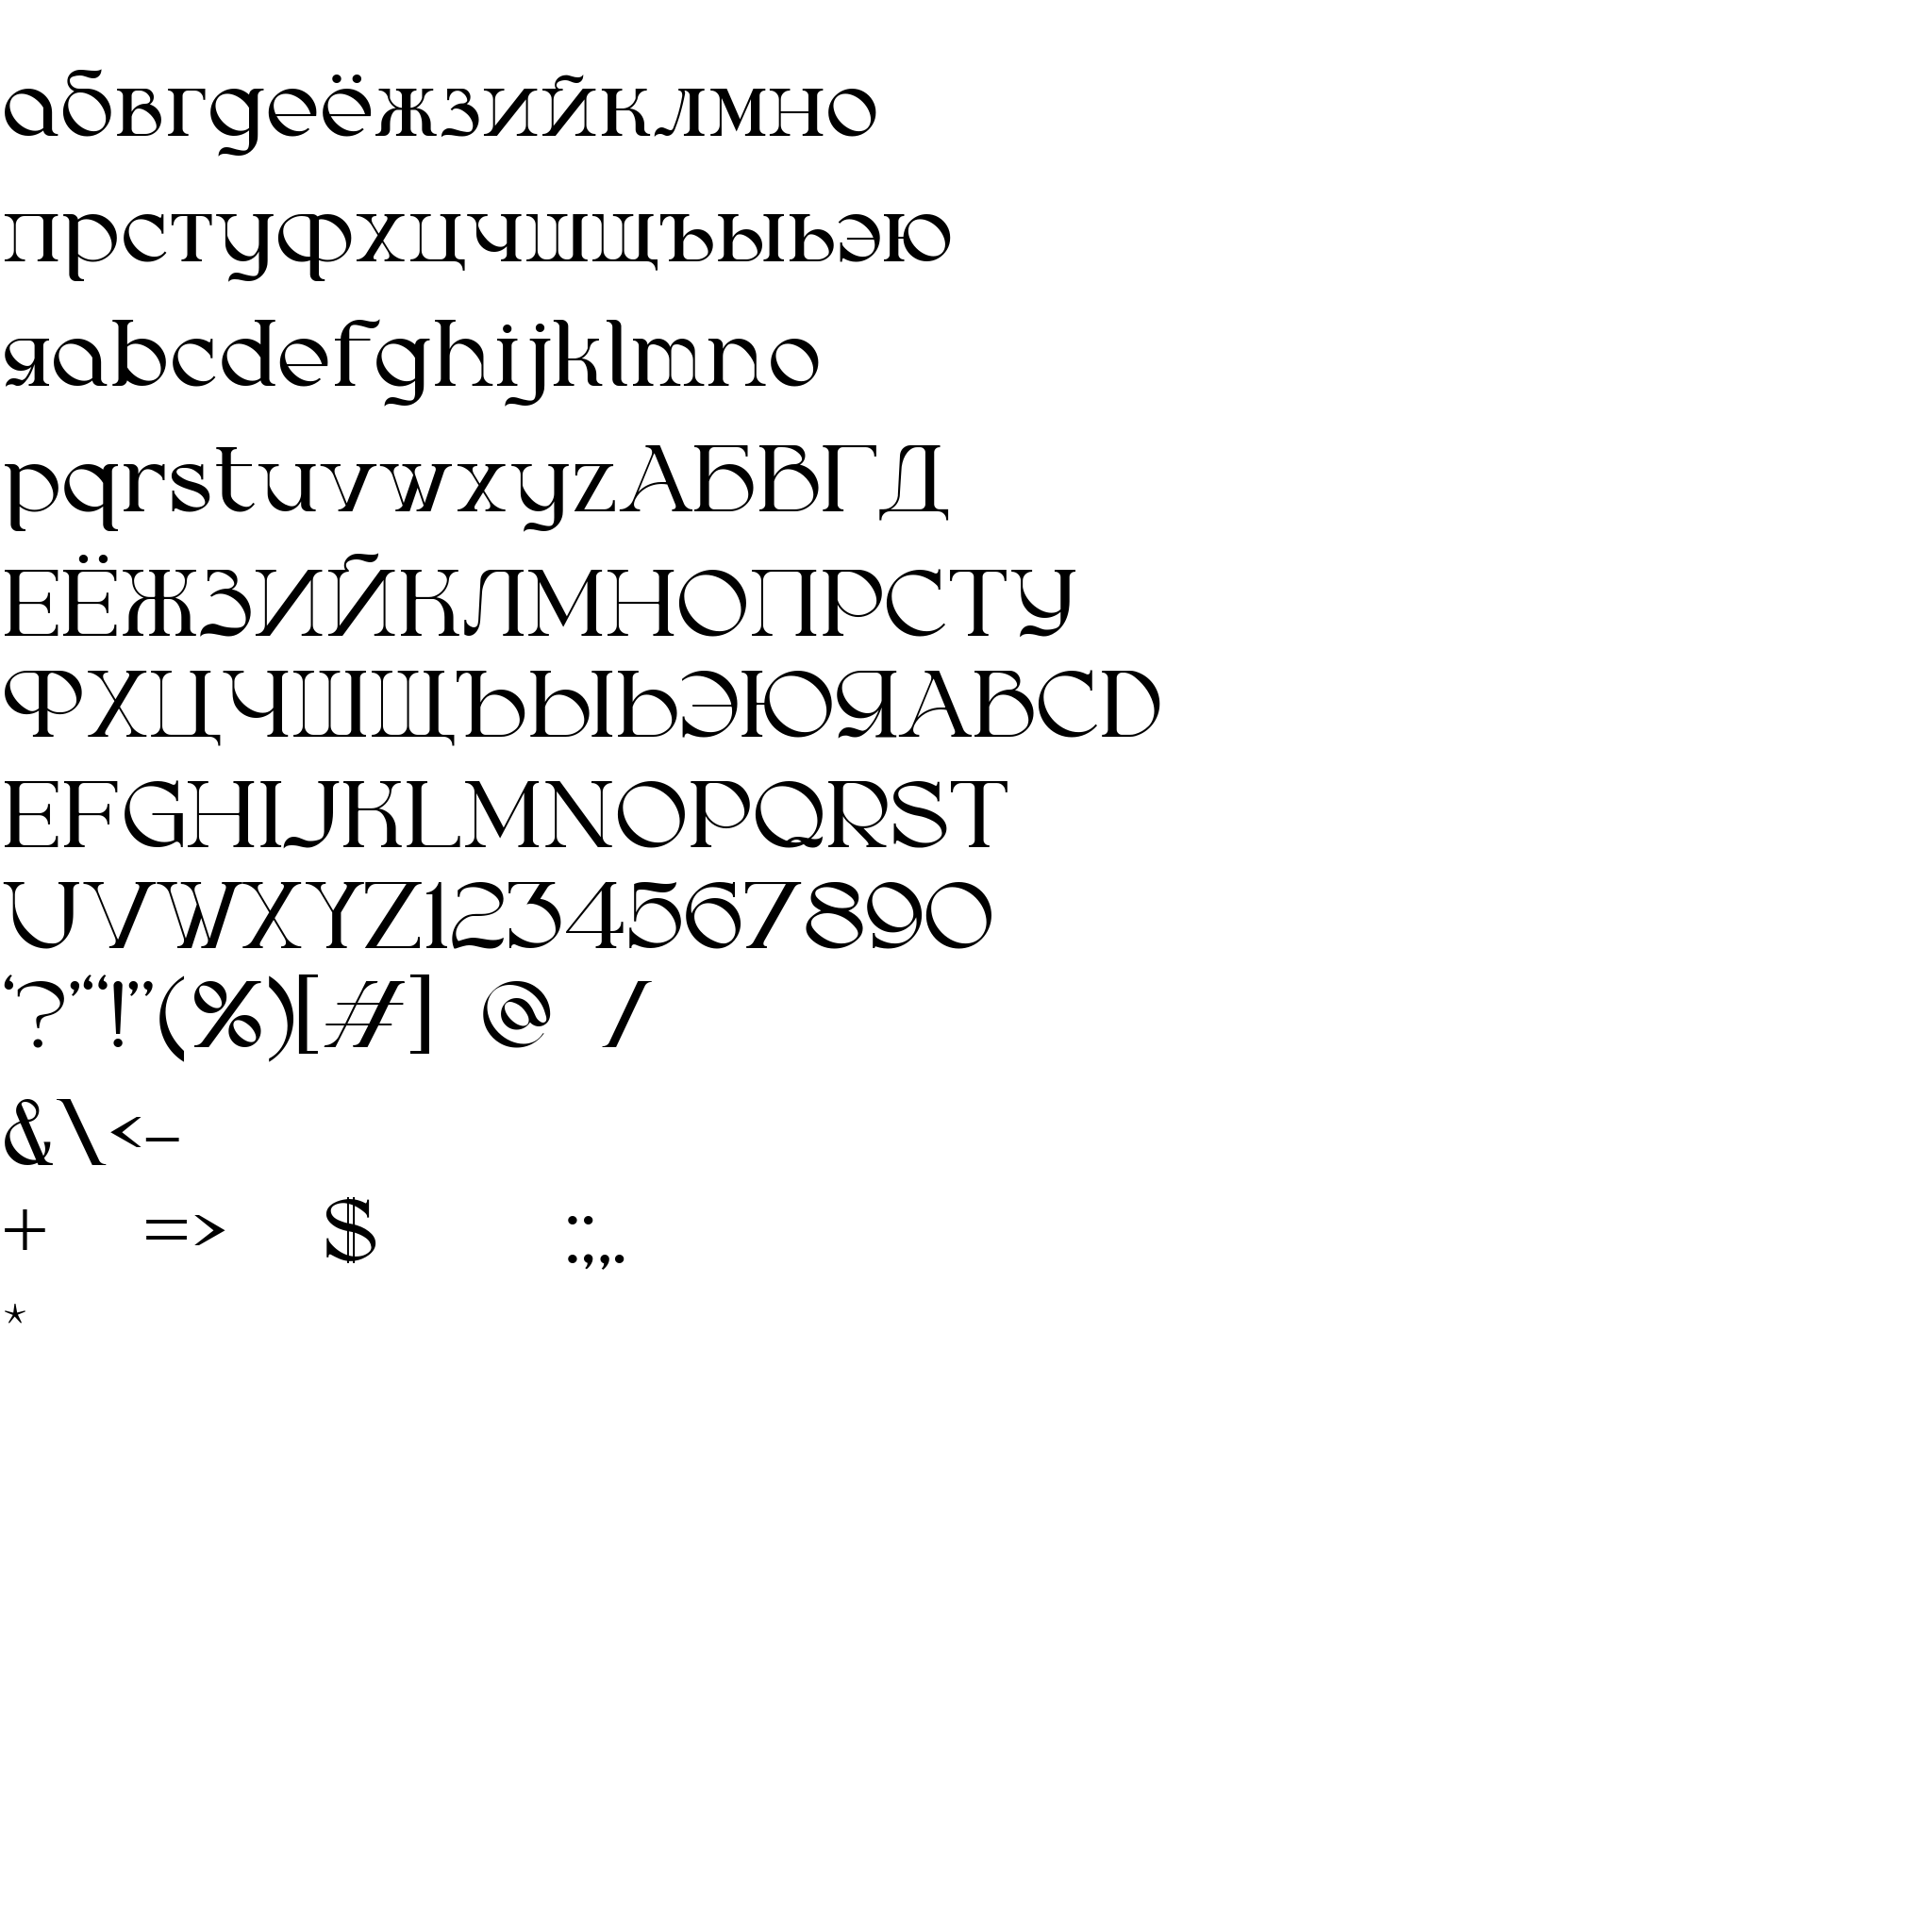 абвгдеёжзийклмно
прстуфхцчшщъыьэю
яabcdefghijklmno
pqrstuvwxyzАБВГД
ЕЁЖЗИЙКЛМНОПРСТУ
ФХЦЧШЩЪЫЬЭЮЯABCD
EFGHIJKLMNOPQRST
UVWXYZ1234567890
‘?’“!”(%)[#] @ /
&\<-
+ => $ :;,.
*